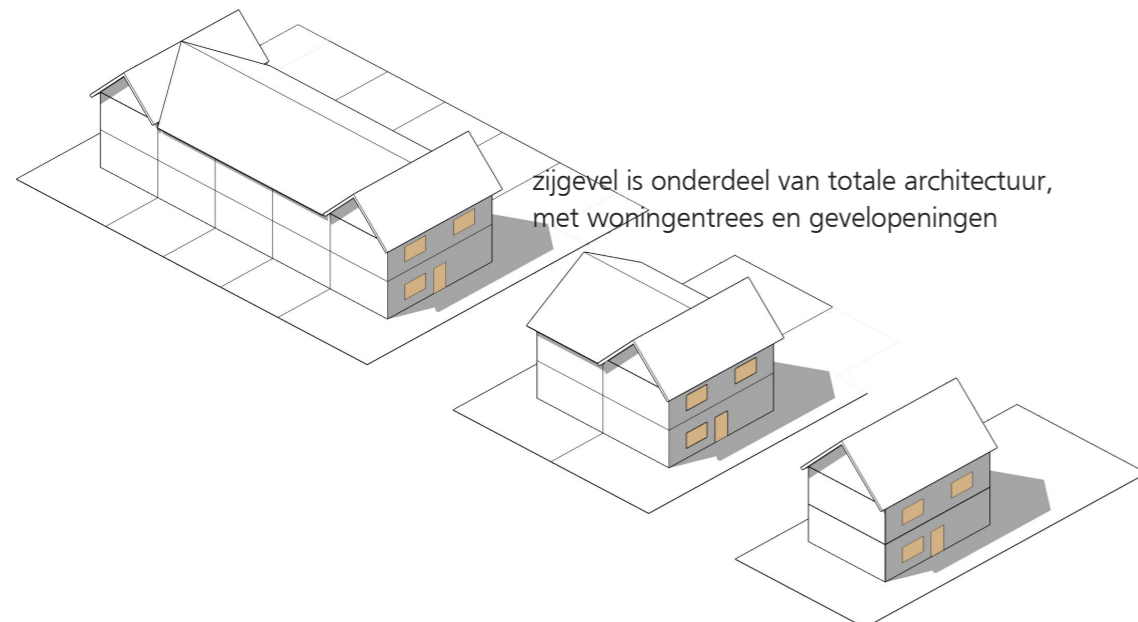 zijgevel is onderdeel van totale architectuur,
met woningentrees en gevelopeningen